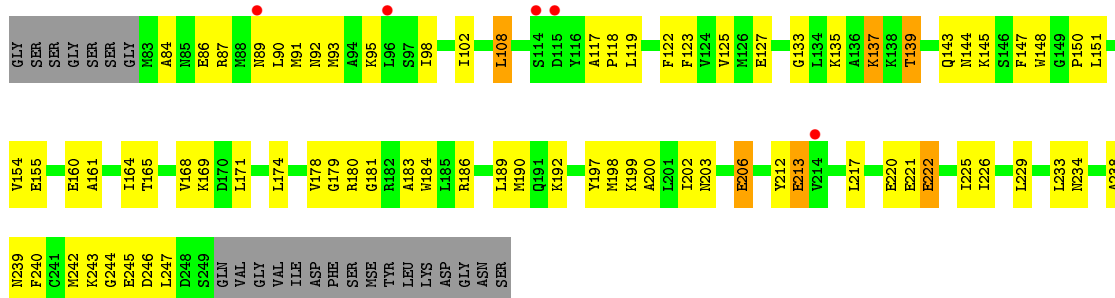 GLY SER SER GLY SER SER GLY M83 A84 N85 E86 R87 M88 N89 L90 M91 N92 M93 A94 K95 L96 S97 I98 I102 L108 S114 D115 Y116 A117 P118 L119 F122 F123 V124 V125 M126 E127 G133 L134 K135 A136 K137 K138 T139 Q143 N144 K145 S146 F147 W148 G149 P150 L151
V154 E155 E160 A161 I164 T165 V168 K169 D170 L171 L174 V178 G179 R180 G181 R182 A183 W184 L185 R186 L189 M190 Q191 K192 Y197 M198 K199 A200 L201 I202 N203 E206 Y212 E213 V214 L217 E220 E221 E222 I225 I226 L229 L233 N234
N239 F240 C241 M242 K243 G244 E245 D246 L247 D248 S249 GLN VAL GLY VAL ILE ASP PHE SER MSE TYR LEU LYS ASP GLY ASN SER